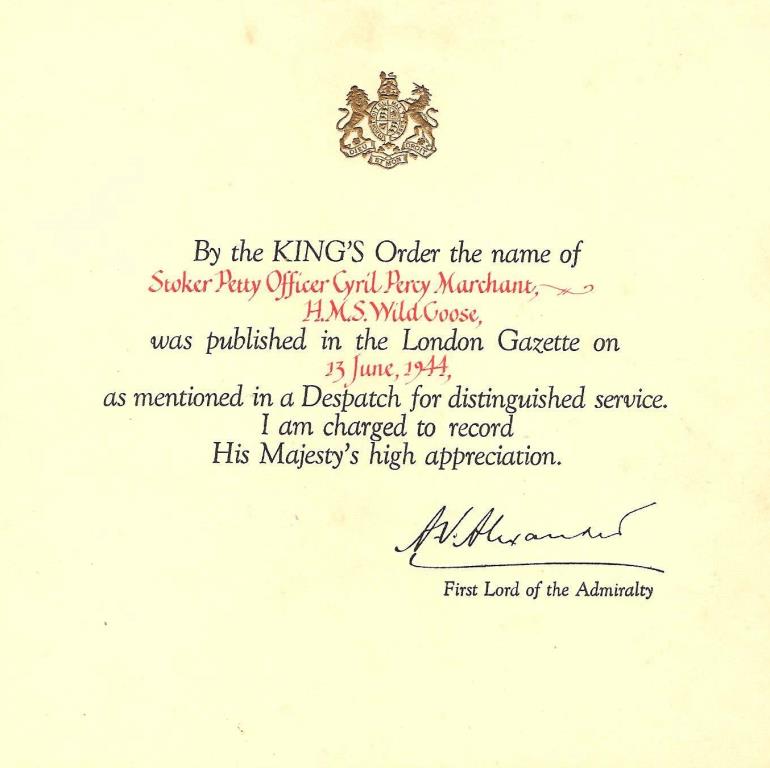 DIEU ET MON DROIT
By the KING'S Order the name of
Stoker Petty Officer Cyril Percy Marchant,
H.M.S. Wild Goose,
was published in the London Gazette on
13 June, 1944,
as mentioned in a Despatch for distinguished service.
I am charged to record
His Majesty's high appreciation.
A.V. Alexander
First Lord of the Admiralty